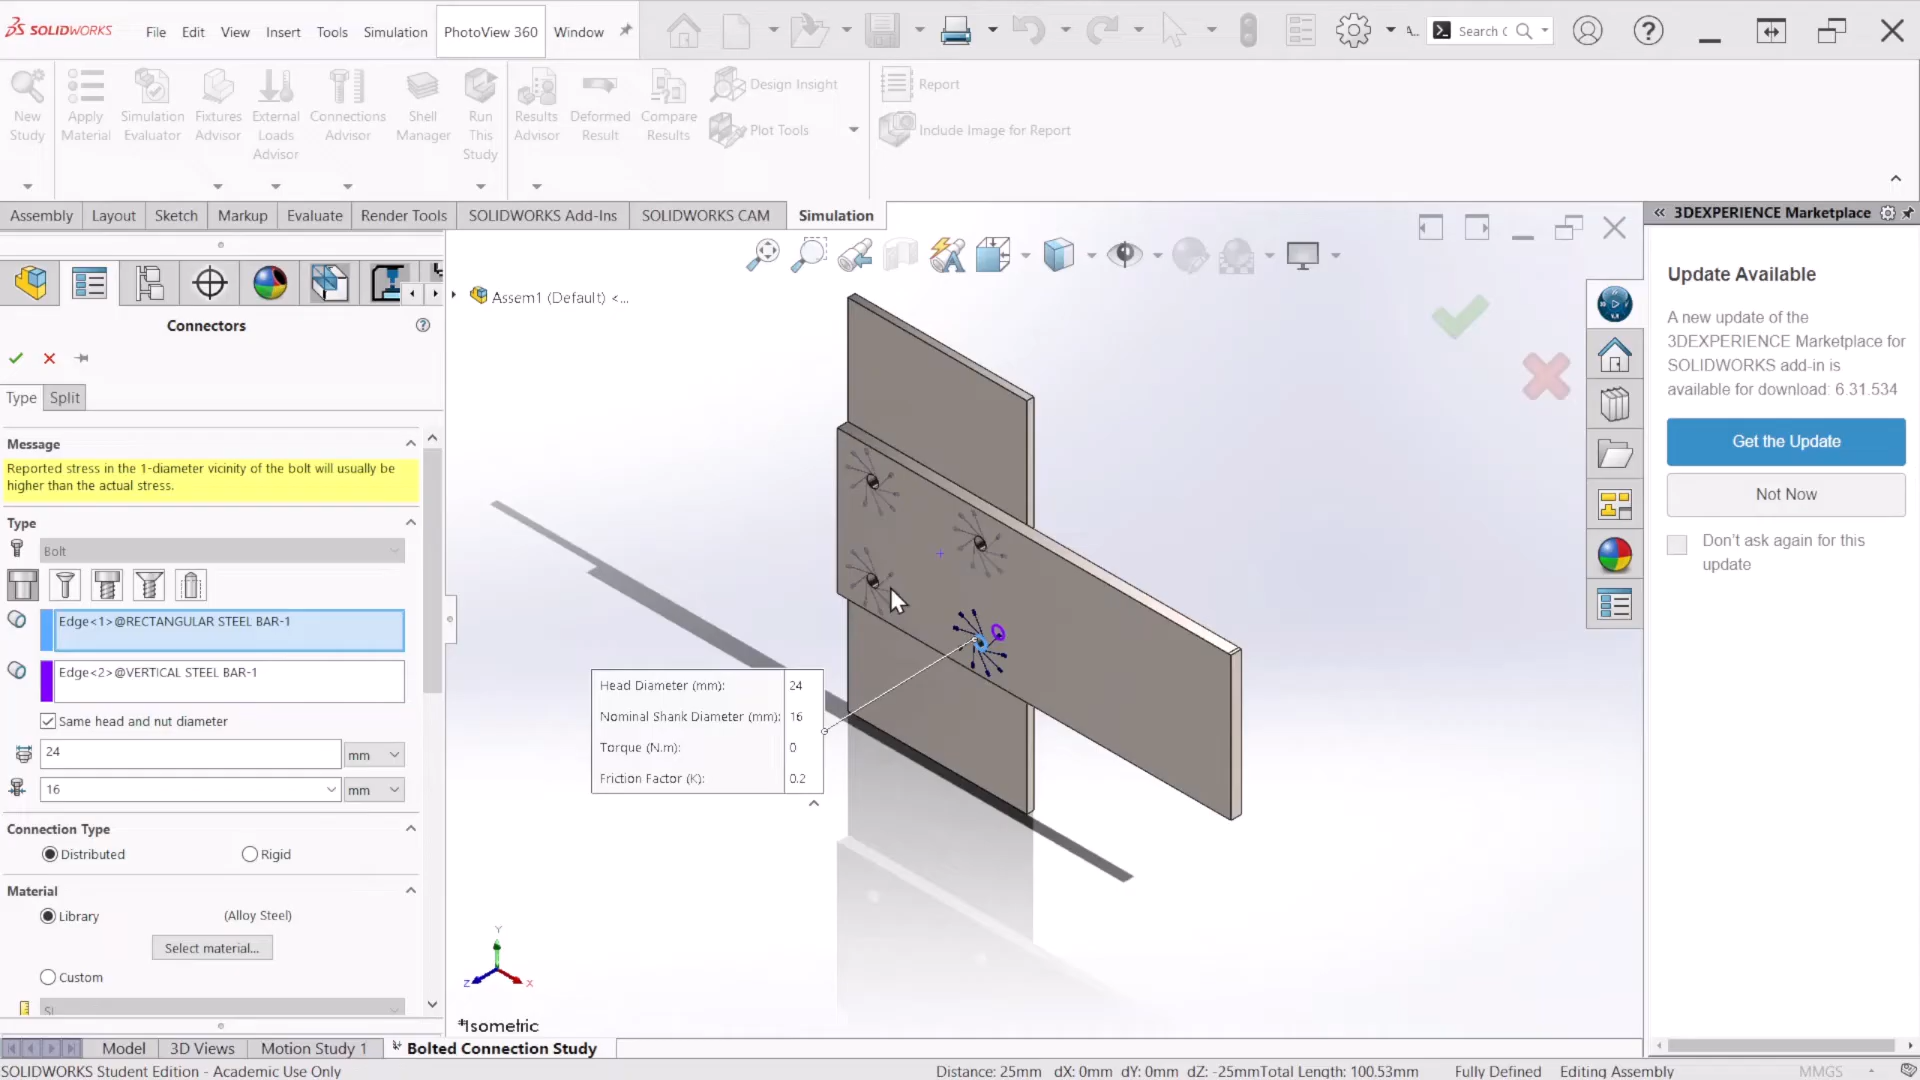 SOLIDWORKS File Edit View Insert Tools Simulation PhotoView 360 Window A... Search C
New Study
Apply Material
Simulation Evaluator
Fixtures Advisor
External Loads Advisor
Connections Advisor
Shell Manager
Run This Study
Results Advisor
Deformed Result
Compare Results
Design Insight
Plot Tools
Report
Include Image for Report
Assembly Layout Sketch Markup Evaluate Render Tools SOLIDWORKS Add-Ins SOLIDWORKS CAM Simulation
Assem1 (Default) <...
Connectors
Type Split
Message
Reported stress in the 1-diameter vicinity of the bolt will usually be
higher than the actual stress.
Type
Bolt
Edge<1>@RECTANGULAR STEEL BAR-1
Edge<2>@VERTICAL STEEL BAR-1
Same head and nut diameter
24 mm
16 mm
Connection Type
Distributed Rigid
Material
Library (Alloy Steel)
Select material...
Custom
SI
Head Diameter (mm): 24
Nominal Shank Diameter (mm): 16
Torque (N.m): 0
Friction Factor (K): 0.2
Y
Z X
*Isometric
3DEXPERIENCE Marketplace
Update Available
A new update of the
3DEXPERIENCE Marketplace for
SOLIDWORKS add-in is
available for download: 6.31.534
Get the Update
Not Now
Don't ask again for this
update
Model 3D Views Motion Study 1 Bolted Connection Study
SOLIDWORKS Student Edition - Academic Use Only Distance: 25mm dX: 0mm dY: 0mm dZ: -25mmTotal Length: 100.53mm Fully Defined Editing Assembly MMGS